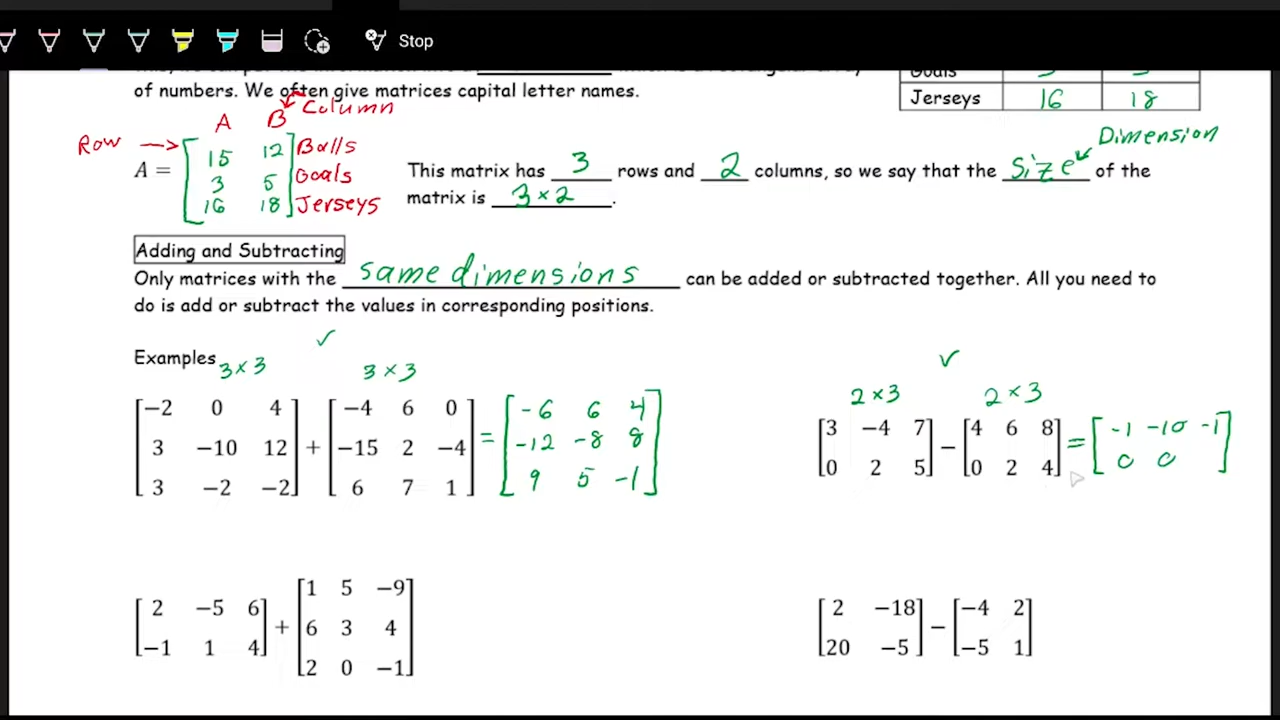 Stop
of numbers. We often give matrices capital letter names.
Goals
Jerseys 16 18
Column
A B
Row
A = [15 12] Balls
[3 5] Goals
[16 18] Jerseys
Dimension
This matrix has 3 rows and 2 columns, so we say that the size of the
matrix is 3×2.
Adding and Subtracting
Only matrices with the same dimensions can be added or subtracted together. All you need to
do is add or subtract the values in corresponding positions.
Examples
3×3 ✓ 3×3
[−2 0 4] [−4 6 0] [-6 6 4]
[3 −10 12] + [−15 2 −4] = [-12 -8 8]
[3 −2 −2] [6 7 1] [9 5 -1]
✓
2×3 2×3
[3 −4 7] − [4 6 8] = [-1 -10 -1]
[0 2 5] [0 2 4] [0 0 ]
[2 −5 6] + [1 5 −9]
[−1 1 4] [6 3 4]
[2 0 −1]
[2 −18] − [−4 2]
[20 −5] [−5 1]